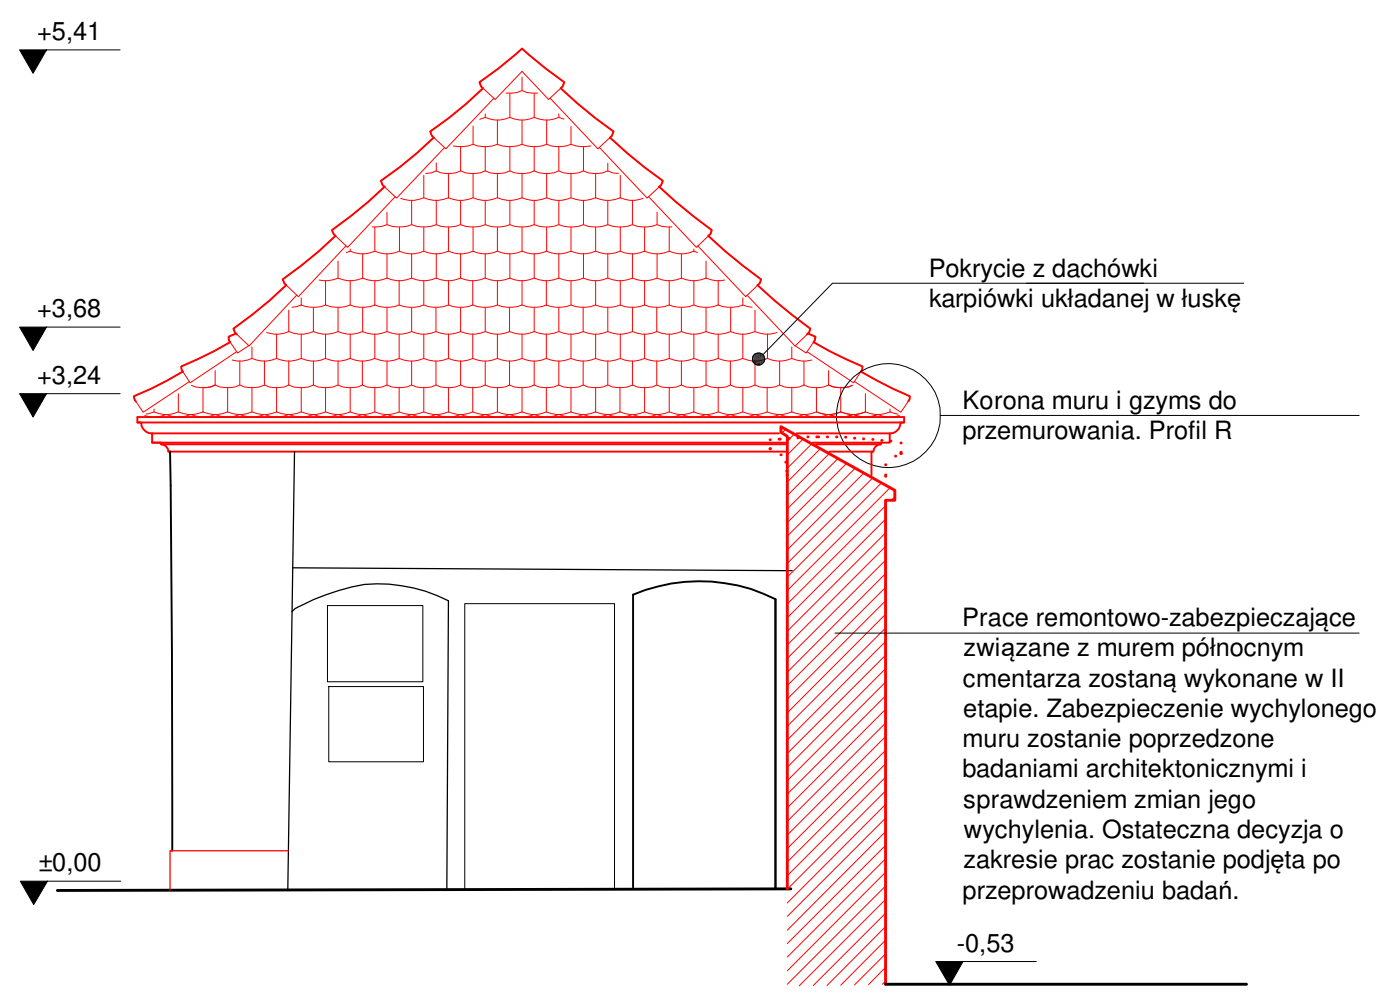 +5,41
Pokrycie z dachówki
karpiówki układanej w łuskę
+3,68
+3,24
Korona muru i gzyms do
przemurowania. Profil R
Prace remontowo-zabezpieczające
związane z murem północnym
cmentarza zostaną wykonane w II
etapie. Zabezpieczenie wychylonego
muru zostanie poprzedzone
badaniami architektonicznymi i
sprawdzeniem zmian jego
wychylenia. Ostateczna decyzja o
zakresie prac zostanie podjęta po
przeprowadzeniu badań.
±0,00
-0,53